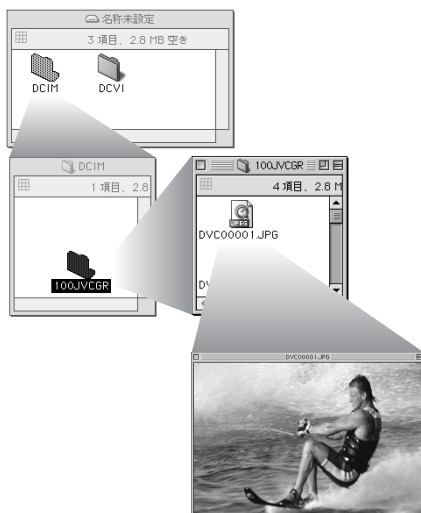 名称未設定
3 項目、2.8 MB 空き
DCIM
DCVI
DCIM
1 項目、2.8
100JVCGR
100JVCGR
4 項目、2.8 M
JPEG
DVC00001.JPG
DVC00001.JPG